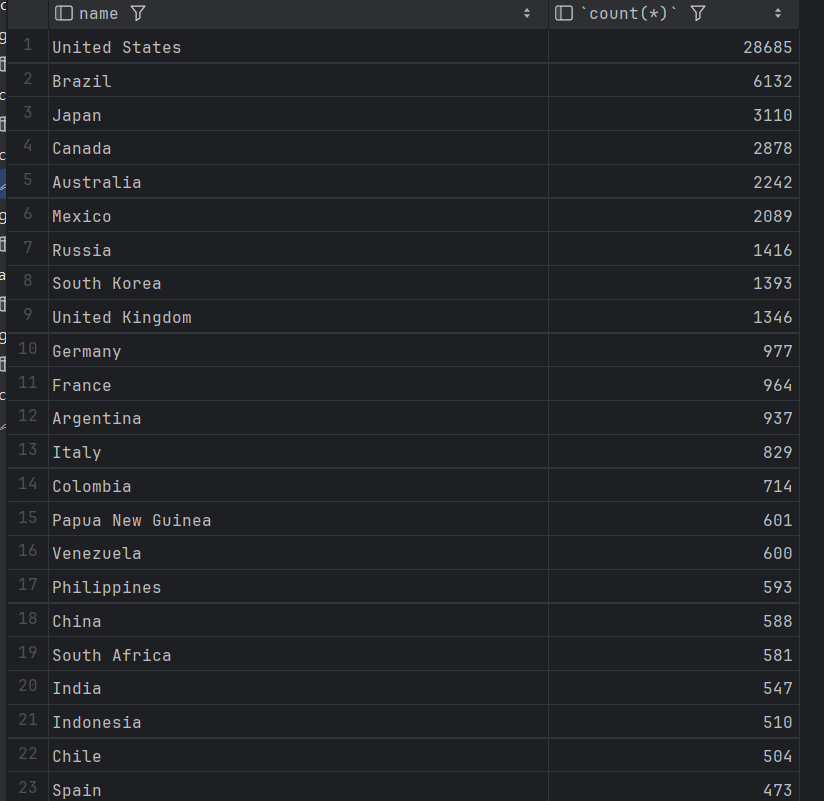 name `count(*)`
1 United States 28685
2 Brazil 6132
3 Japan 3110
4 Canada 2878
5 Australia 2242
6 Mexico 2089
7 Russia 1416
8 South Korea 1393
9 United Kingdom 1346
10 Germany 977
11 France 964
12 Argentina 937
13 Italy 829
14 Colombia 714
15 Papua New Guinea 601
16 Venezuela 600
17 Philippines 593
18 China 588
19 South Africa 581
20 India 547
21 Indonesia 510
22 Chile 504
23 Spain 473